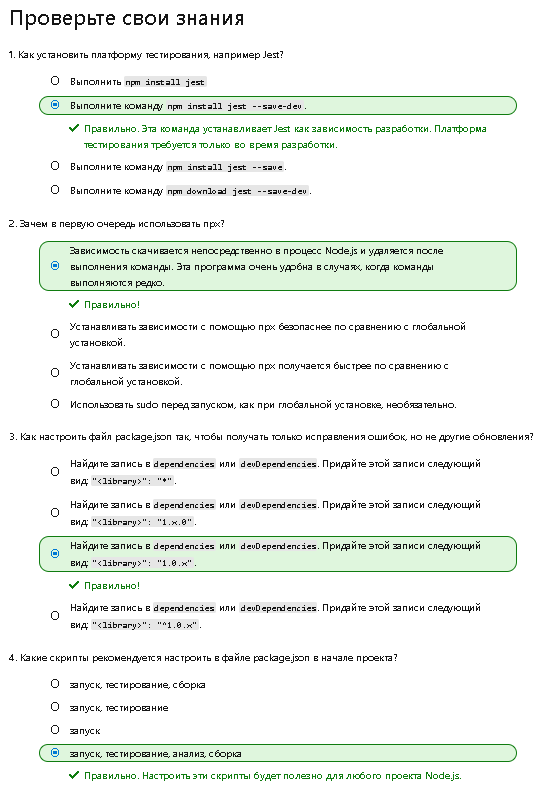 Проверьте свои знания
1. Как установить платформу тестирования, например Jest?
Выполнить npm install jest
Выполните команду npm install jest --save-dev.
Правильно. Эта команда устанавливает Jest как зависимость разработки. Платформа
тестирования требуется только во время разработки.
Выполните команду npm install jest --save.
Выполните команду npm download jest --save-dev.
2. Зачем в первую очередь использовать npx?
Зависимость скачивается непосредственно в процесс Node.js и удаляется после
выполнения команды. Эта программа очень удобна в случаях, когда команды
выполняются редко.
Правильно!
Устанавливать зависимости с помощью npx безопаснее по сравнению с глобальной
установкой.
Устанавливать зависимости с помощью npx получается быстрее по сравнению с
глобальной установкой.
Использовать sudo перед запуском, как при глобальной установке, необязательно.
3. Как настроить файл package.json так, чтобы получать только исправления ошибок, но не другие обновления?
Найдите запись в dependencies или devDependencies. Придайте этой записи следующий
вид: "<library>": "*".
Найдите запись в dependencies или devDependencies. Придайте этой записи следующий
вид: "<library>": "1.x.0".
Найдите запись в dependencies или devDependencies. Придайте этой записи следующий
вид: "<library>": "1.0.x".
Правильно!
Найдите запись в dependencies или devDependencies. Придайте этой записи следующий
вид: "<library>": "^1.0.x".
4. Какие скрипты рекомендуется настроить в файле package.json в начале проекта?
запуск, тестирование, сборка
запуск, тестирование
запуск
запуск, тестирование, анализ, сборка
Правильно. Настроить эти скрипты будет полезно для любого проекта Node.js.